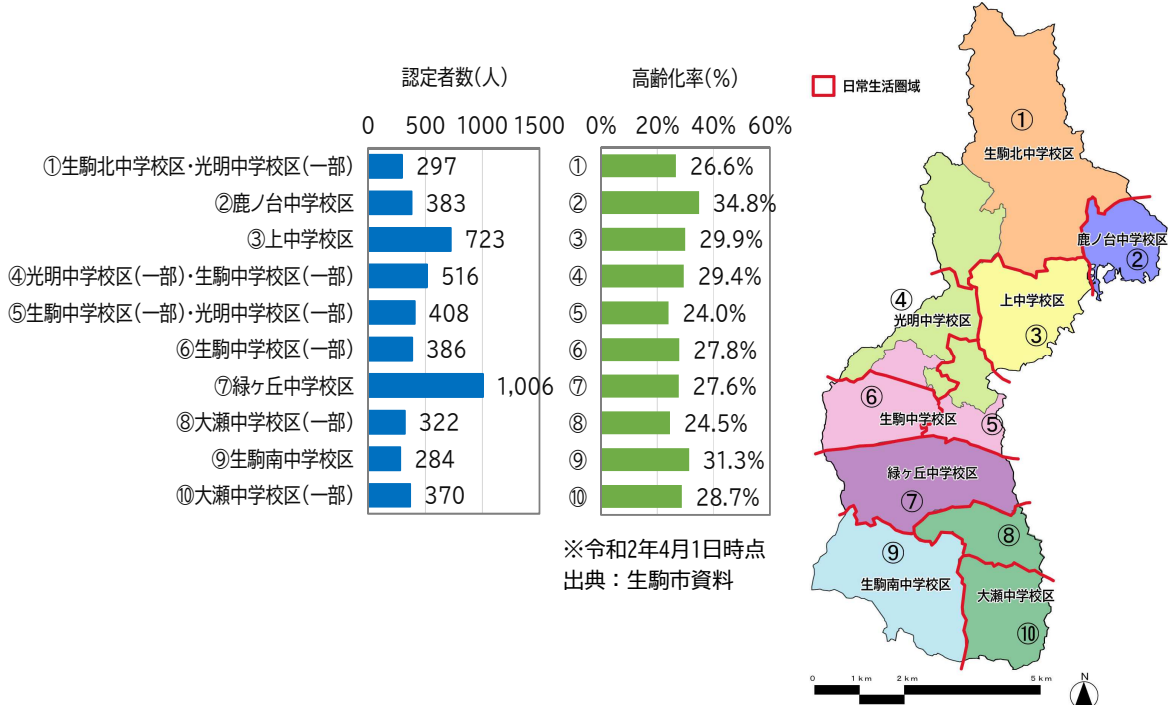 認定者数(人)
0 500 1000 1500
①生駒北中学校区・光明中学校区(一部) 297
②鹿ノ台中学校区 383
③上中学校区 723
④光明中学校区(一部)・生駒中学校区(一部) 516
⑤生駒中学校区(一部)・光明中学校区(一部) 408
⑥生駒中学校区(一部) 386
⑦緑ヶ丘中学校区 1,006
⑧大瀬中学校区(一部) 322
⑨生駒南中学校区 284
⑩大瀬中学校区(一部) 370
高齢化率(%)
0% 20% 40% 60%
① 26.6%
② 34.8%
③ 29.9%
④ 29.4%
⑤ 24.0%
⑥ 27.8%
⑦ 27.6%
⑧ 24.5%
⑨ 31.3%
⑩ 28.7%
※令和2年4月1日時点
出典：生駒市資料
日常生活圏域
①
生駒北中学校区
鹿ノ台中学校区
②
上中学校区
③
④
光明中学校区
⑥
生駒中学校区
⑤
緑ヶ丘中学校区
⑦
⑧
⑨
生駒南中学校区
大瀬中学校区
⑩
0 1km 2km 5km
N